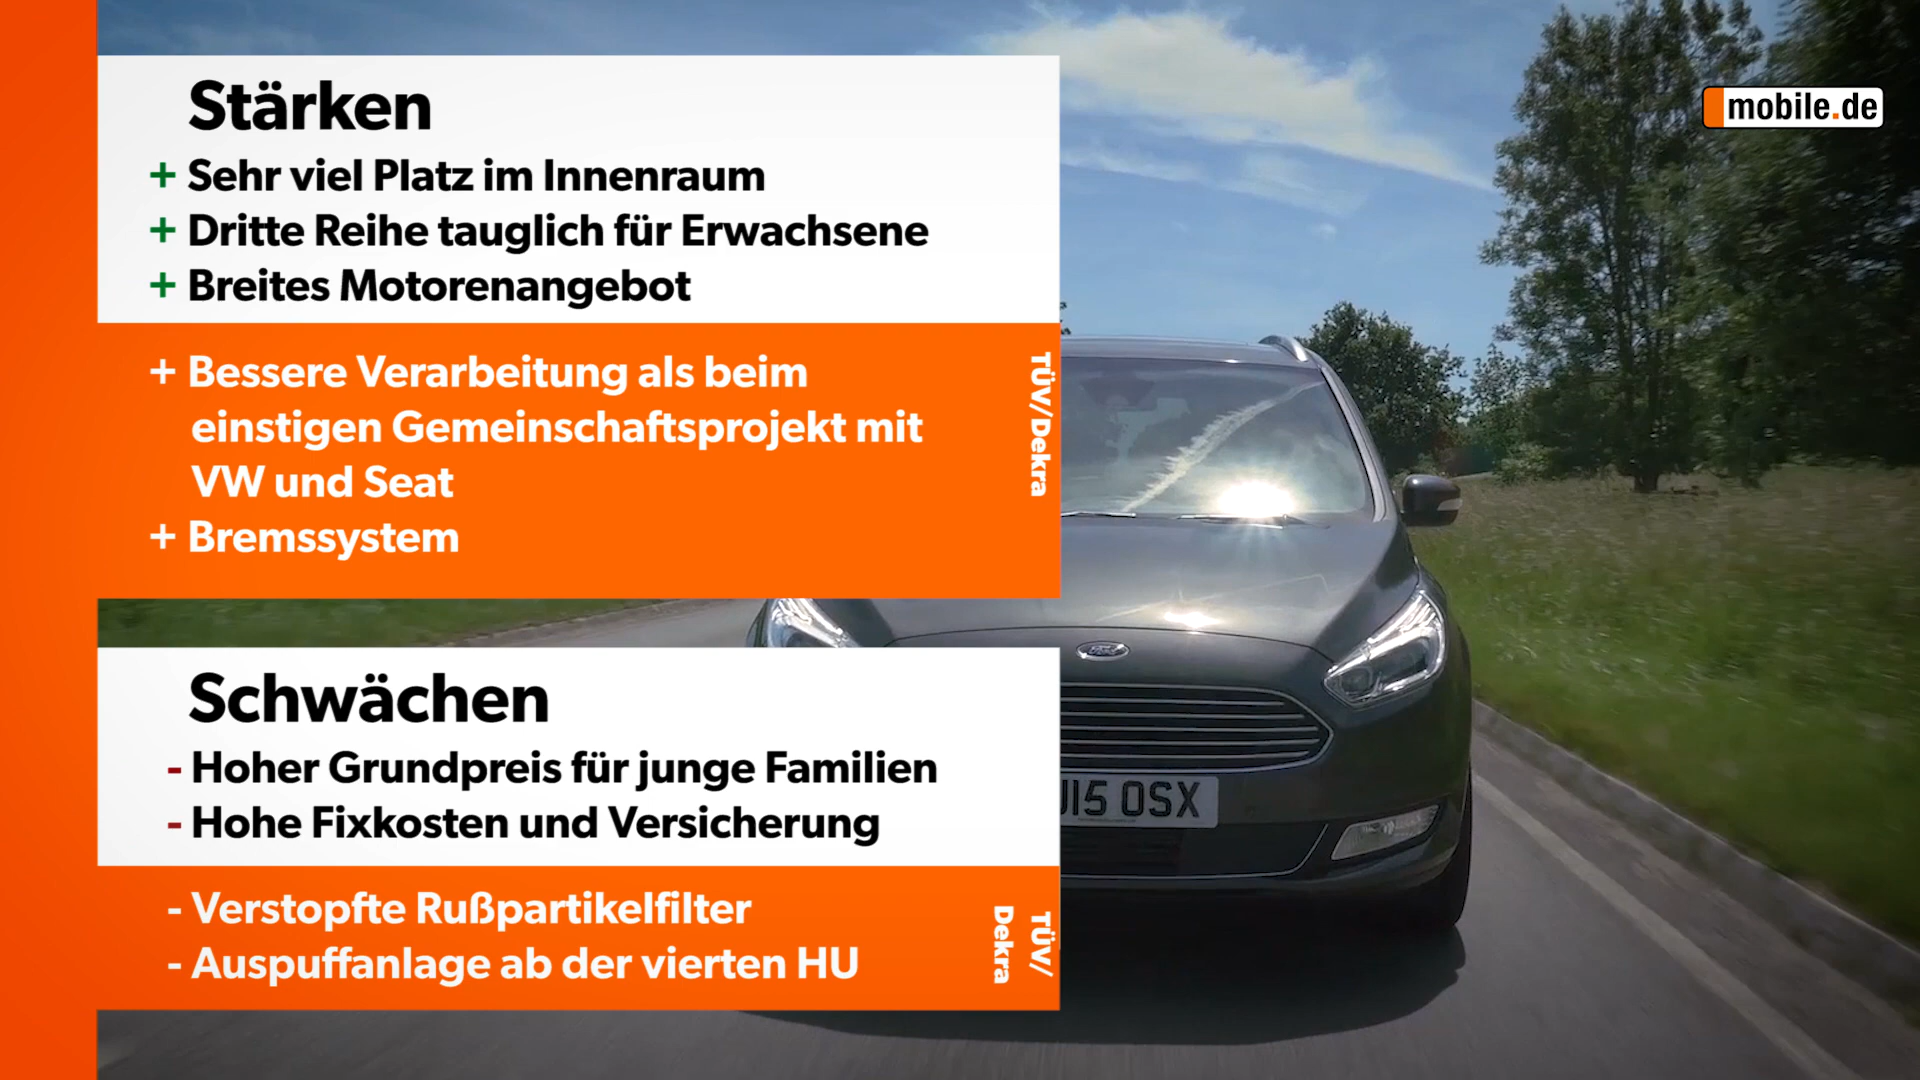 Stärken
+ Sehr viel Platz im Innenraum
+ Dritte Reihe tauglich für Erwachsene
+ Breites Motorenangebot
+ Bessere Verarbeitung als beim
einstigen Gemeinschaftsprojekt mit
VW und Seat
+ Bremssystem
TÜV/Dekra
Schwächen
- Hoher Grundpreis für junge Familien
- Hohe Fixkosten und Versicherung
- Verstopfte Rußpartikelfilter
- Auspuffanlage ab der vierten HU
TÜV/
Dekra
mobile.de
Ford
J15 OSX